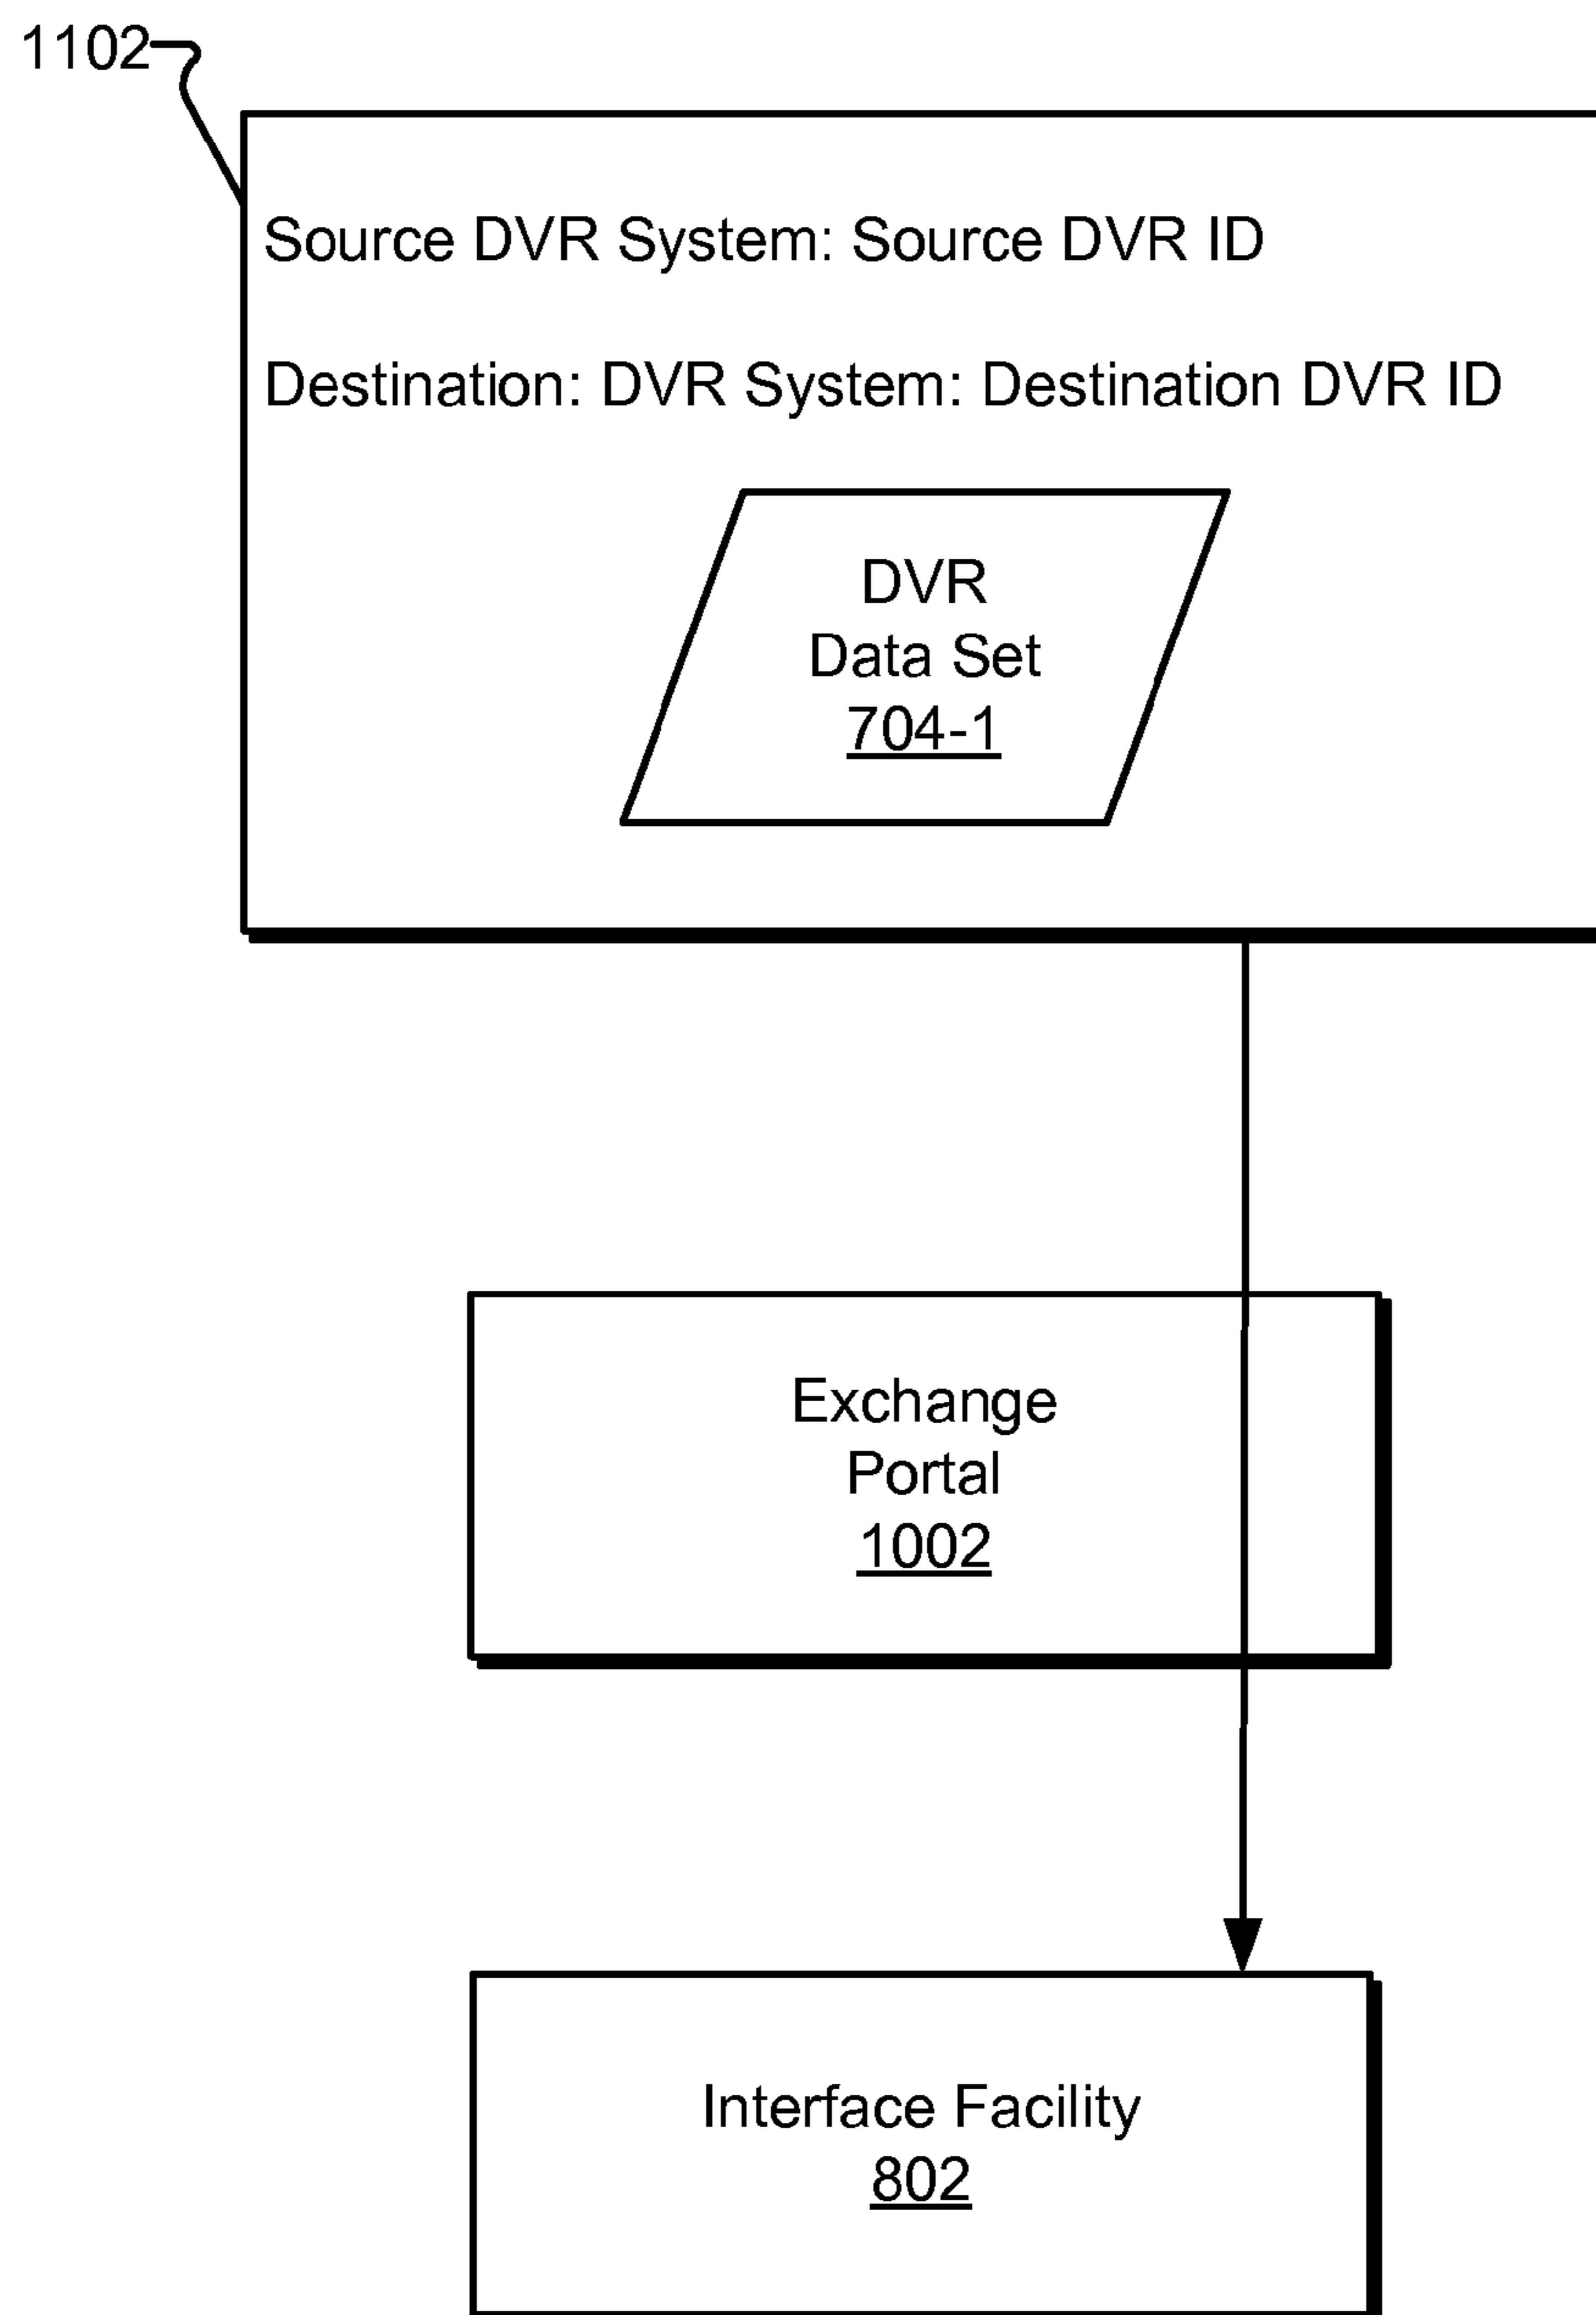 1102
Source DVR System: Source DVR ID
Destination: DVR System: Destination DVR ID
DVR
Data Set
704-1
Exchange
Portal
1002
Interface Facility
802